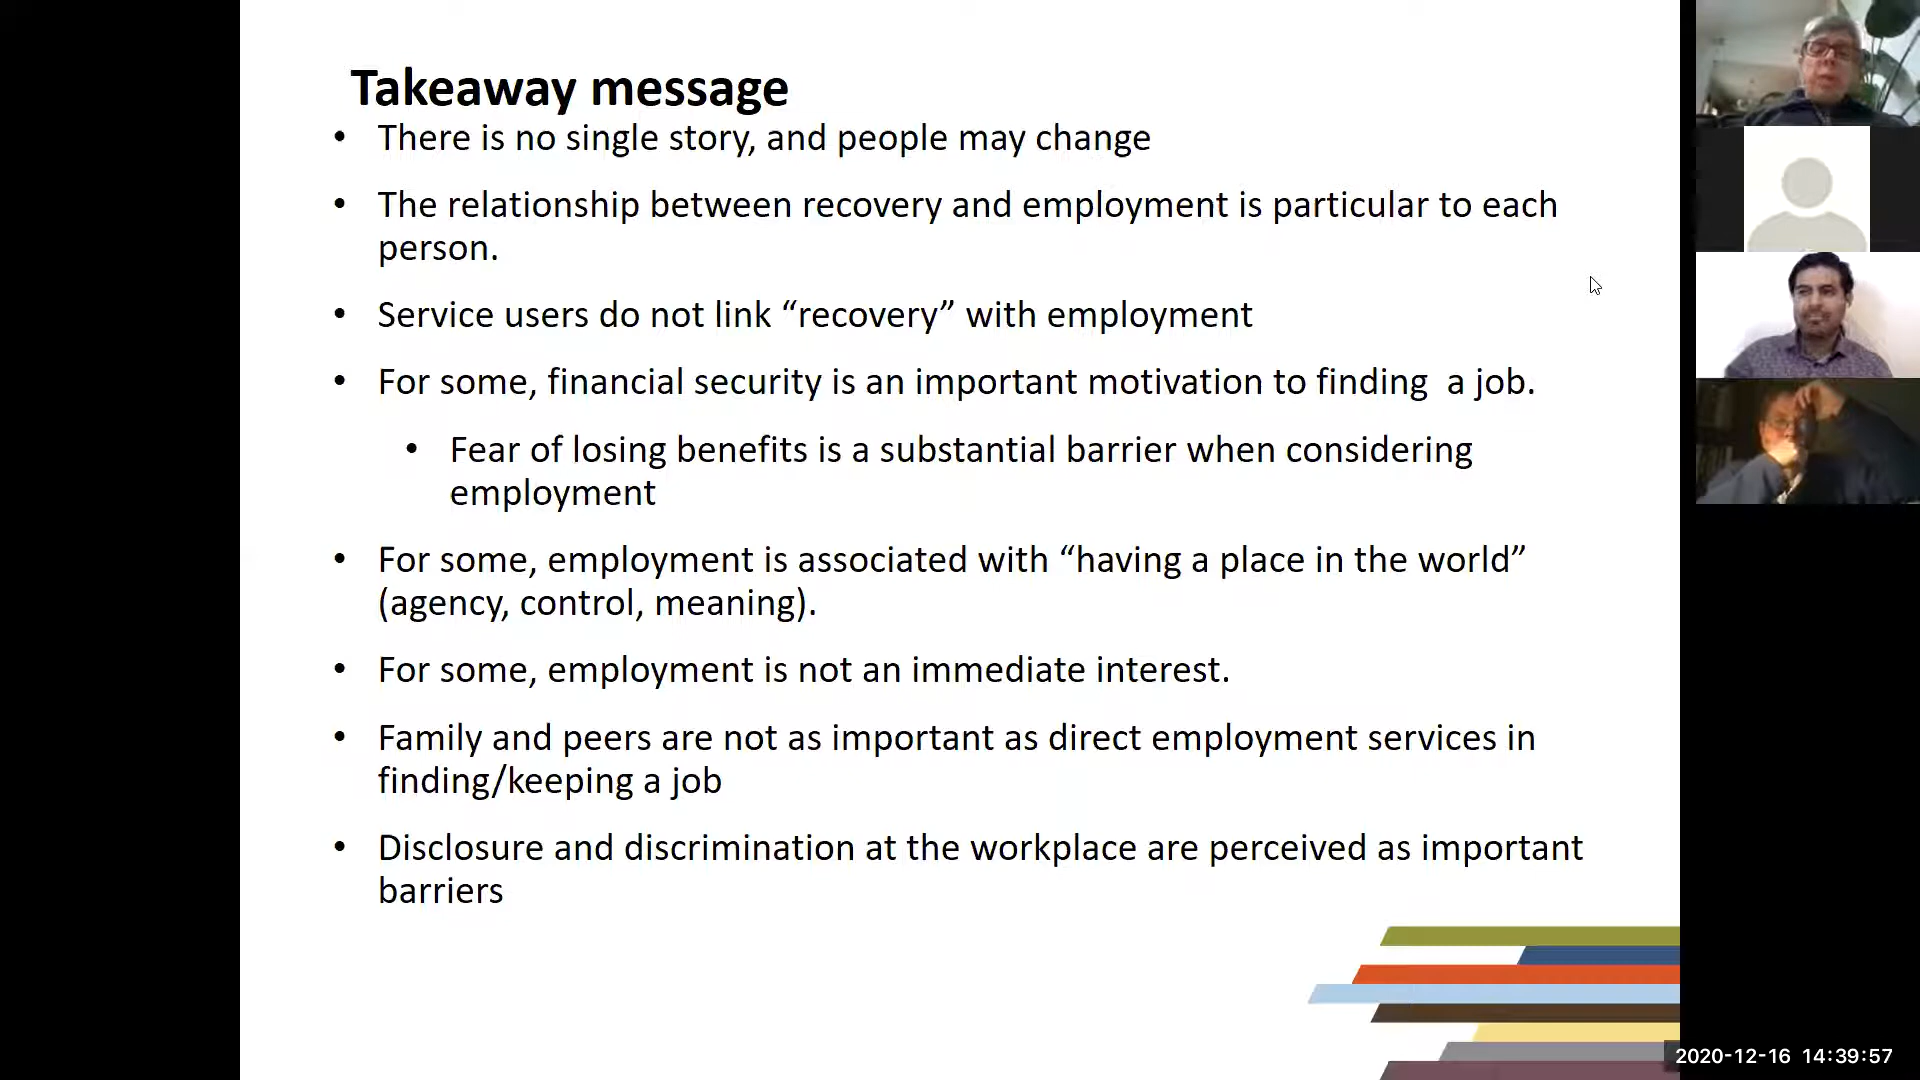 Takeaway message
• There is no single story, and people may change
• The relationship between recovery and employment is particular to each
person.
• Service users do not link “recovery” with employment
• For some, financial security is an important motivation to finding  a job.
• Fear of losing benefits is a substantial barrier when considering
employment
• For some, employment is associated with “having a place in the world”
(agency, control, meaning).
• For some, employment is not an immediate interest.
• Family and peers are not as important as direct employment services in
finding/keeping a job
• Disclosure and discrimination at the workplace are perceived as important
barriers
2020-12-16 14:39:57